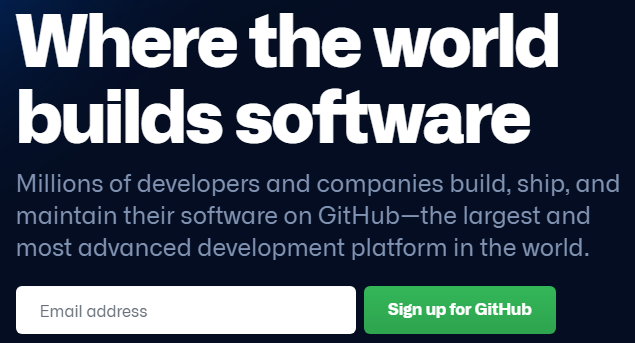 Where the world
builds software
Millions of developers and companies build, ship, and
maintain their software on GitHub—the largest and
most advanced development platform in the world.
Email address
Sign up for GitHub